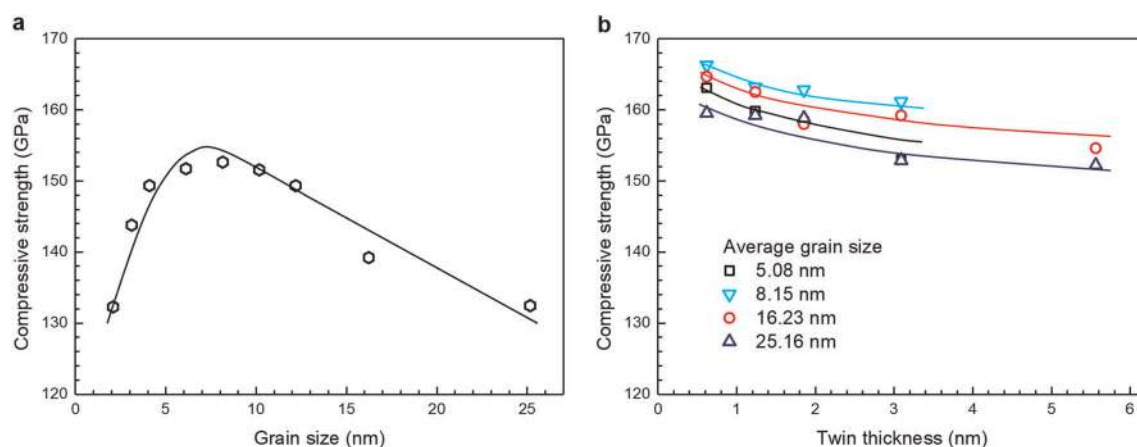 a
170
160
150
140
130
120
Compressive strength (GPa)
0 5 10 15 20 25
Grain size (nm)
b
170
160
150
140
130
120
Compressive strength (GPa)
Average grain size
5.08 nm
8.15 nm
16.23 nm
25.16 nm
0 1 2 3 4 5 6
Twin thickness (nm)